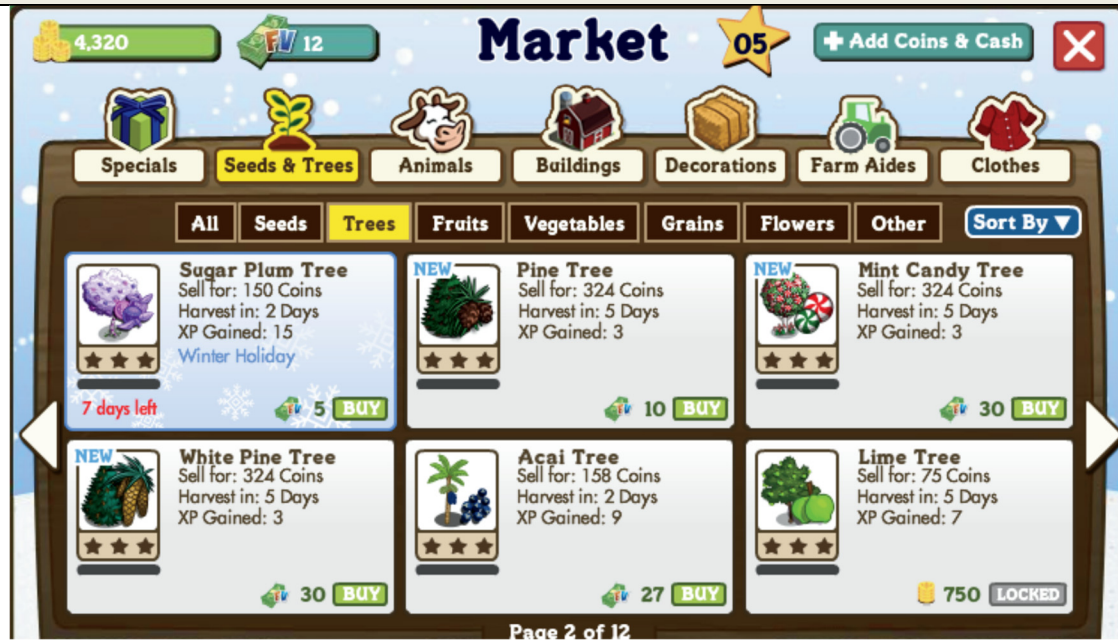 4,320
FV 12
Market
05
+ Add Coins & Cash
Specials
Seeds & Trees
Animals
Buildings
Decorations
Farm Aides
Clothes
All
Seeds
Trees
Fruits
Vegetables
Grains
Flowers
Other
Sort By ▼
Sugar Plum Tree
Sell for: 150 Coins
Harvest in: 2 Days
XP Gained: 15
Winter Holiday
7 days left
FV 5 BUY
NEW
Pine Tree
Sell for: 324 Coins
Harvest in: 5 Days
XP Gained: 3
FV 10 BUY
NEW
Mint Candy Tree
Sell for: 324 Coins
Harvest in: 5 Days
XP Gained: 3
FV 30 BUY
NEW
White Pine Tree
Sell for: 324 Coins
Harvest in: 5 Days
XP Gained: 3
FV 30 BUY
Acai Tree
Sell for: 158 Coins
Harvest in: 2 Days
XP Gained: 9
FV 27 BUY
Lime Tree
Sell for: 75 Coins
Harvest in: 5 Days
XP Gained: 7
750 LOCKED
Page 2 of 12